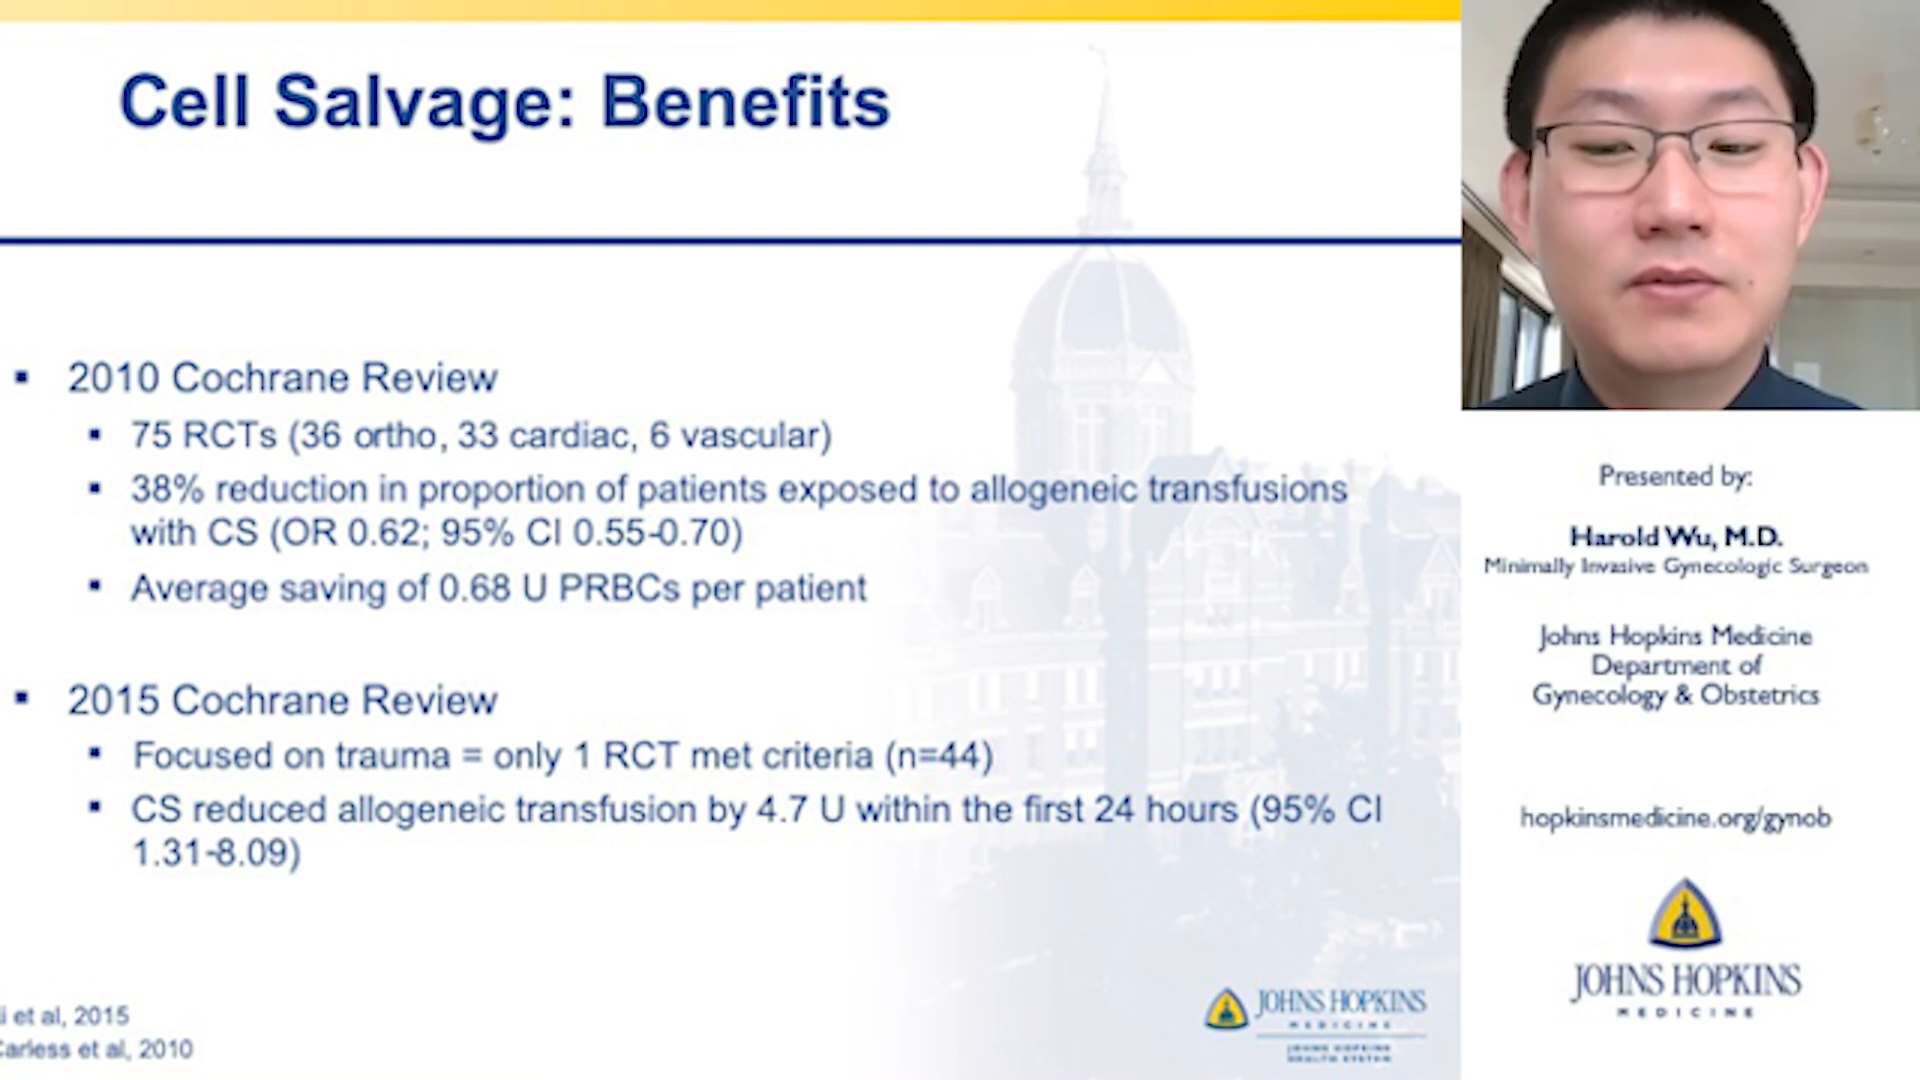 Cell Salvage: Benefits
▪ 2010 Cochrane Review
▪ 75 RCTs (36 ortho, 33 cardiac, 6 vascular)
▪ 38% reduction in proportion of patients exposed to allogeneic transfusions
with CS (OR 0.62; 95% CI 0.55-0.70)
▪ Average saving of 0.68 U PRBCs per patient
▪ 2015 Cochrane Review
▪ Focused on trauma = only 1 RCT met criteria (n=44)
▪ CS reduced allogeneic transfusion by 4.7 U within the first 24 hours (95% CI
1.31-8.09)
i et al, 2015
Carless et al, 2010
JOHNS HOPKINS
MEDICINE
JOHNS HOPKINS
HEALTH SYSTEM
Presented by:
Harold Wu, M.D.
Minimally Invasive Gynecologic Surgeon
Johns Hopkins Medicine
Department of
Gynecology & Obstetrics
hopkinsmedicine.org/gynob
JOHNS HOPKINS
MEDICINE